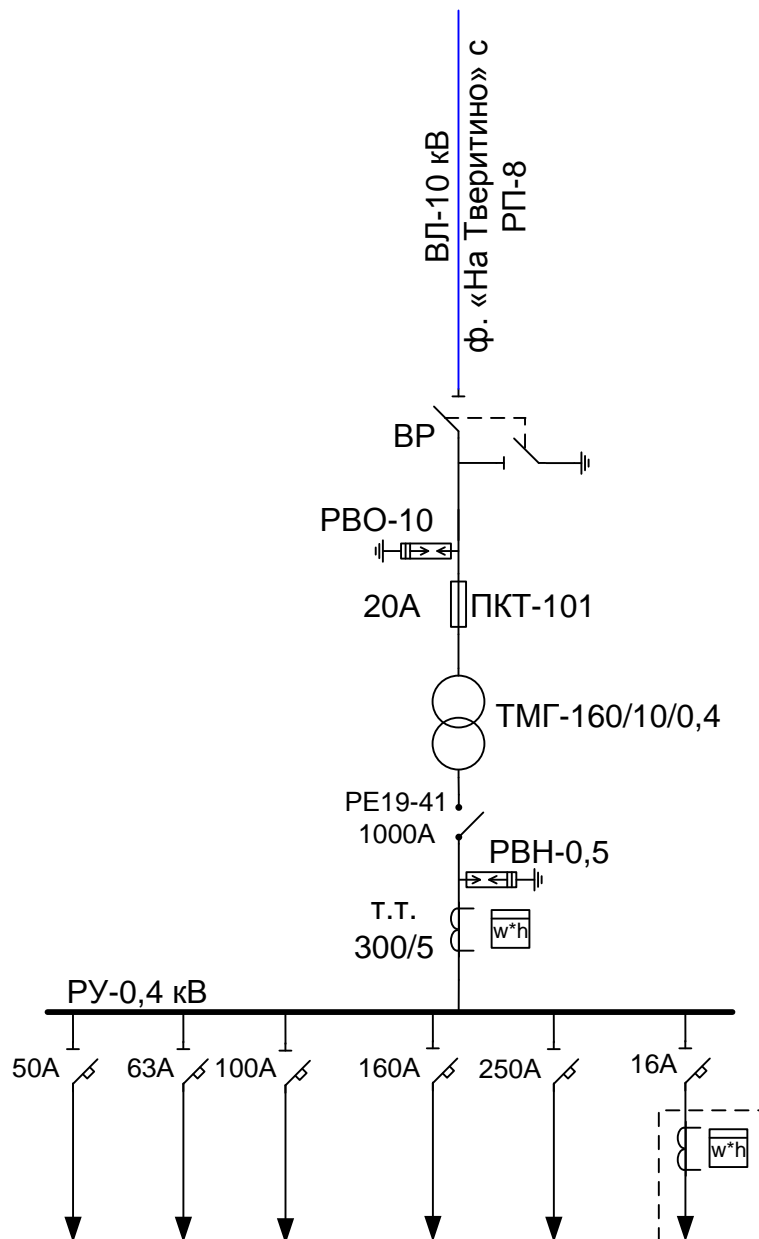 ВЛ-10 кВ
ф. «На Тверитино» с
РП-8
ВР
РВО-10
20А
ПКТ-101
ТМГ-160/10/0,4
РЕ19-41
1000А
РВН-0,5
т.т.
300/5
w*h
РУ-0,4 кВ
50А
63А
100А
160А
250А
16А
w*h